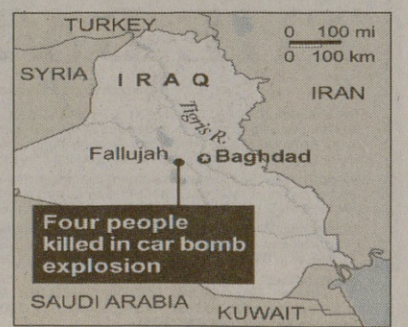 TURKEY
0 100 mi
0 100 km
SYRIA
IRAQ
IRAN
Tigris R.
Fallujah
Baghdad
Four people
killed in car bomb
explosion
SAUDI ARABIA
KUWAIT